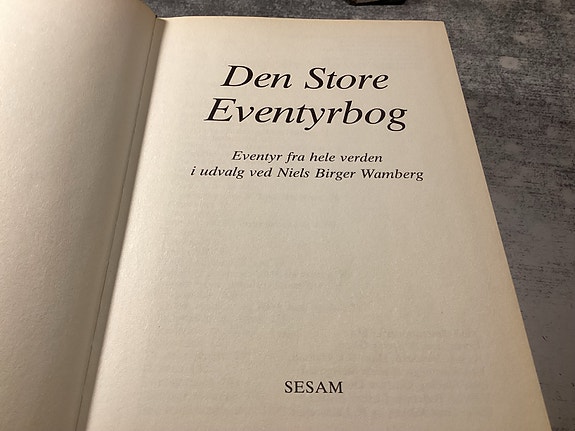 Den Store
Eventyrbog
Eventyr fra hele verden
i udvalg ved Niels Birger Wamberg
SESAM